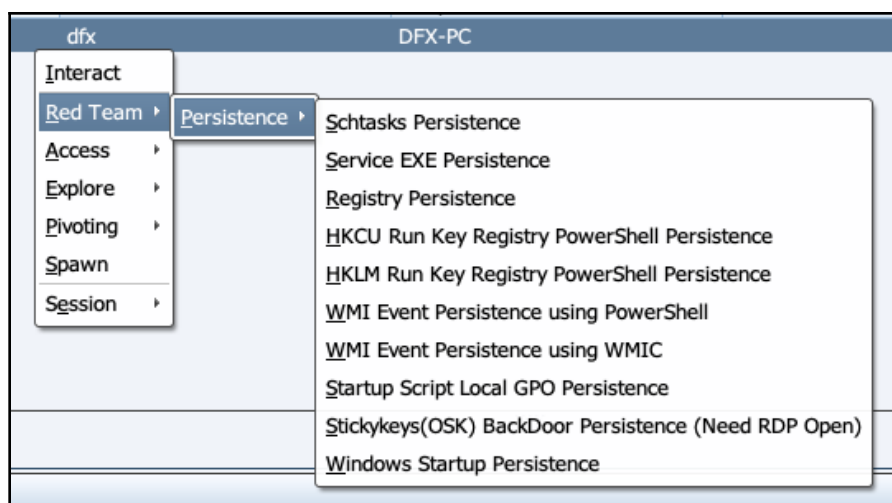 dfx DFX-PC
Interact
Red Team
Access
Explore
Pivoting
Spawn
Session
Persistence
Schtasks Persistence
Service EXE Persistence
Registry Persistence
HKCU Run Key Registry PowerShell Persistence
HKLM Run Key Registry PowerShell Persistence
WMI Event Persistence using PowerShell
WMI Event Persistence using WMIC
Startup Script Local GPO Persistence
Stickykeys(OSK) BackDoor Persistence (Need RDP Open)
Windows Startup Persistence